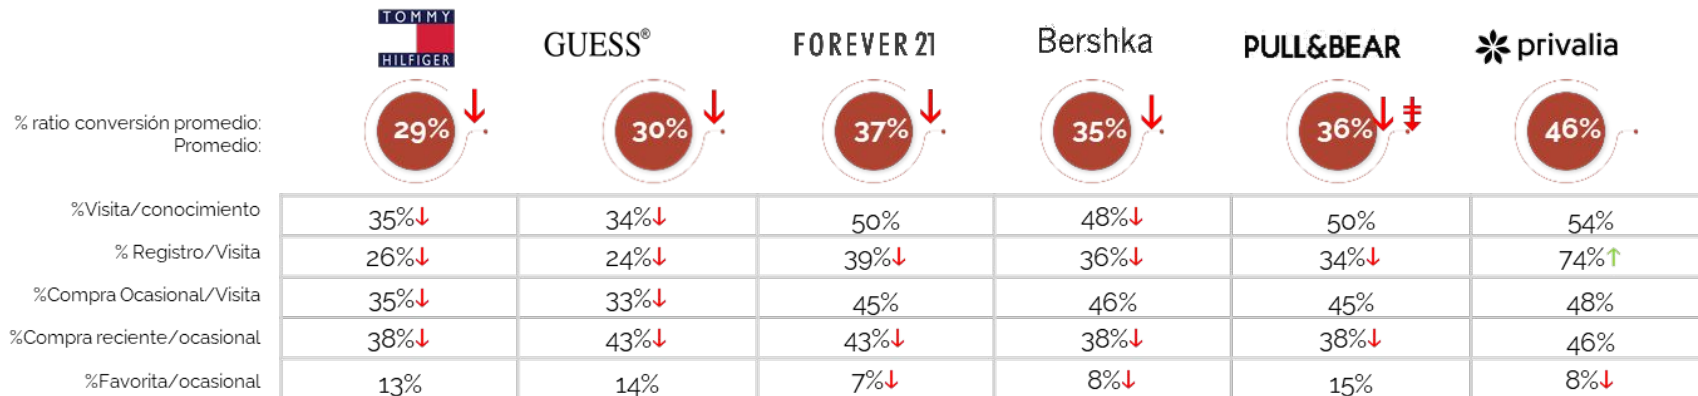 TOMMY
HILFIGER
GUESS®
FOREVER 21
Bershka
PULL&BEAR
privalia
% ratio conversión promedio:
Promedio:
29% 30% 37% 35% 36% 46%
%Visita/conocimiento 35% 34% 50% 48% 50% 54%
% Registro/Visita 26% 24% 39% 36% 34% 74%
%Compra Ocasional/Visita 35% 33% 45% 46% 45% 48%
%Compra reciente/ocasional 38% 43% 43% 38% 38% 46%
%Favorita/ocasional 13% 14% 7% 8% 15% 8%